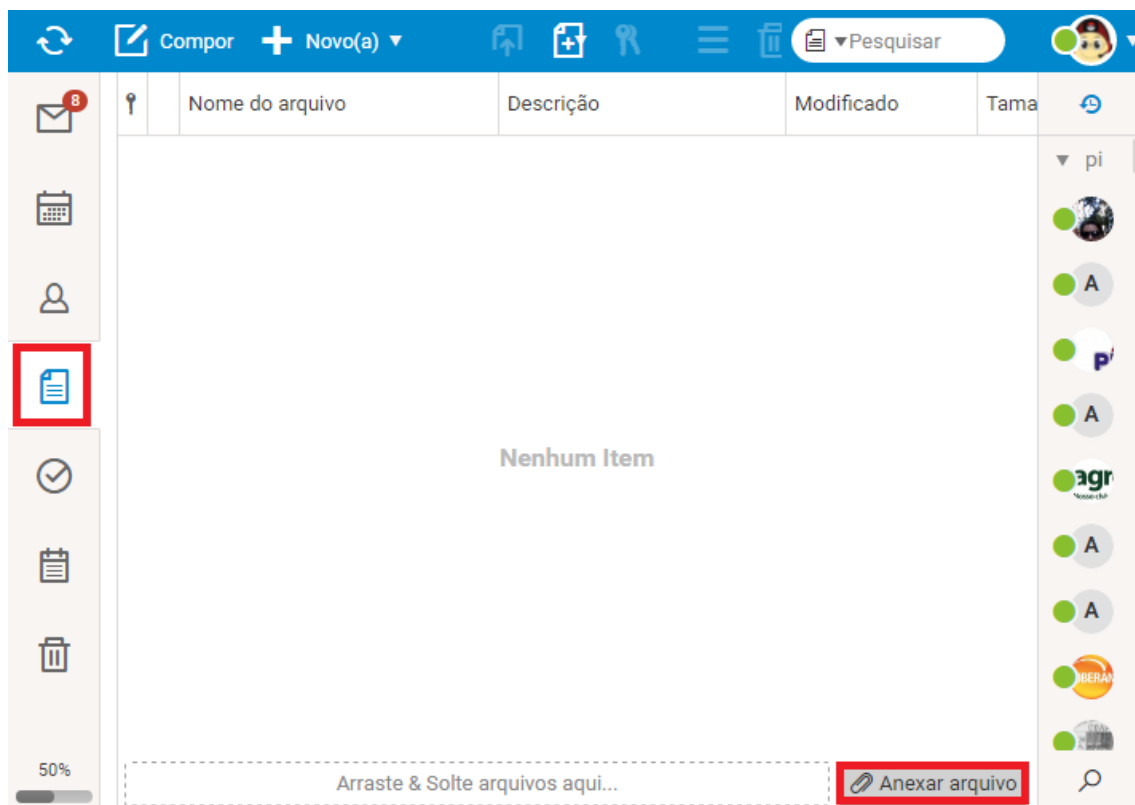 Compor Novo(a) Pesquisar
8
Nome do arquivo Descrição Modificado Tama
pi
A
P
A
Nenhum Item
agr
A
A
50%
Arraste & Solte arquivos aqui... Anexar arquivo